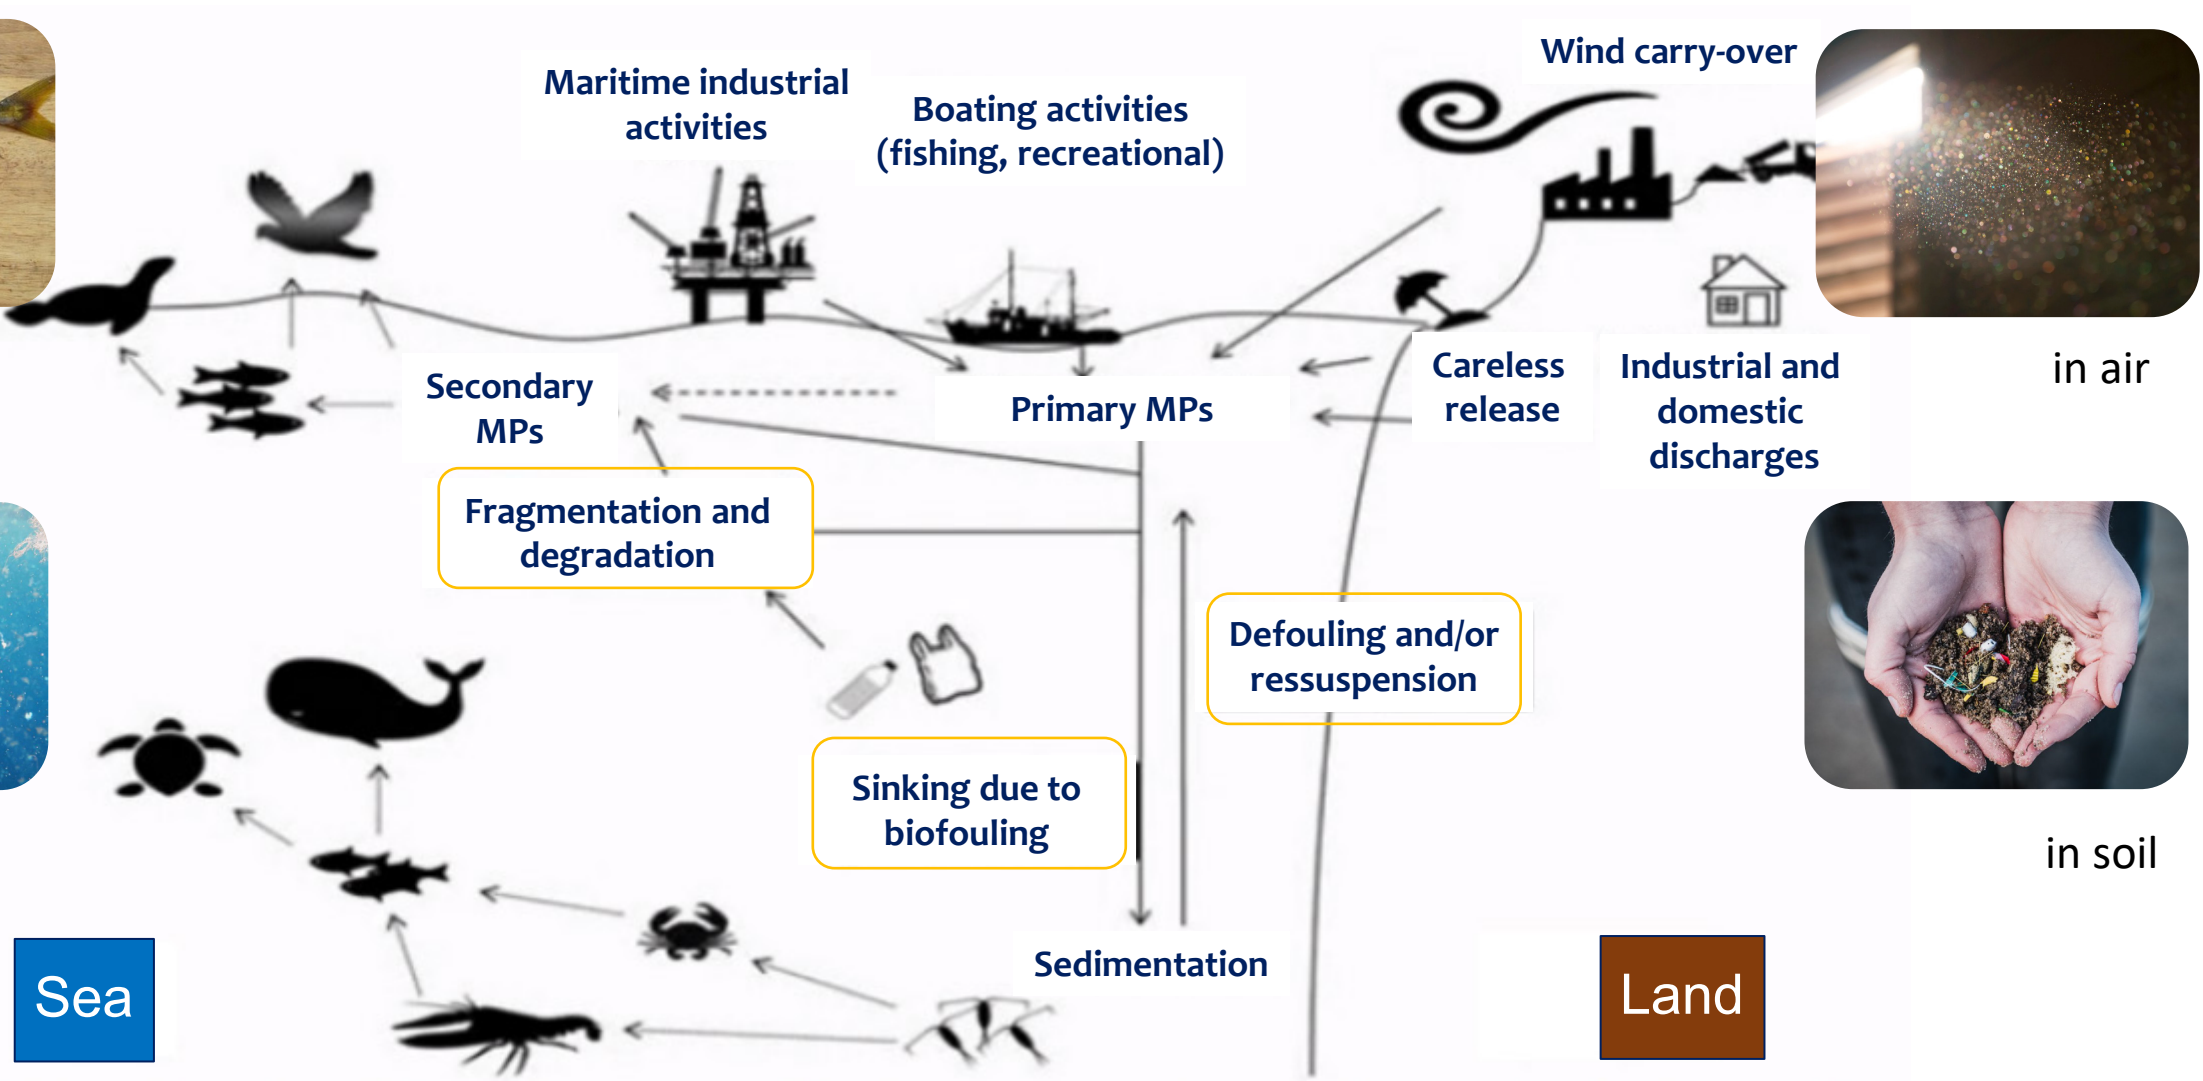 Wind carry-over
Maritime industrial
activities
Boating activities
(fishing, recreational)
in air
Secondary
MPs
Primary MPs
Careless
release
Industrial and
domestic
discharges
Fragmentation and
degradation
Defouling and/or
ressuspension
Sinking due to
biofouling
in soil
Sedimentation
Sea
Land